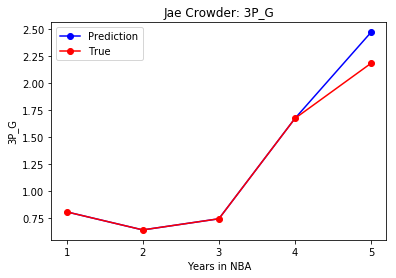 Jae Crowder: 3P_G
Prediction
True
3P_G
2.50
2.25
2.00
1.75
1.50
1.25
1.00
0.75
1 2 3 4 5
Years in NBA